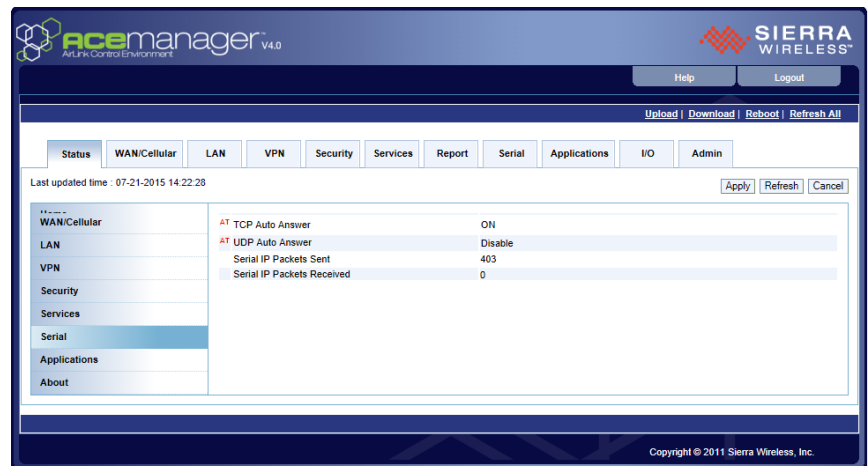 ACEmanager™ V4.0
AirLink Control Environment
SIERRA
WIRELESS™
Help Logout
Upload | Download | Reboot | Refresh All
Status WAN/Cellular LAN VPN Security Services Report Serial Applications I/O Admin
Last updated time : 07-21-2015 14:22:28
Apply Refresh Cancel
WAN/Cellular
LAN
VPN
Security
Services
Serial
Applications
About
AT TCP Auto Answer ON
AT UDP Auto Answer Disable
Serial IP Packets Sent 403
Serial IP Packets Received 0
Copyright © 2011 Sierra Wireless, Inc.